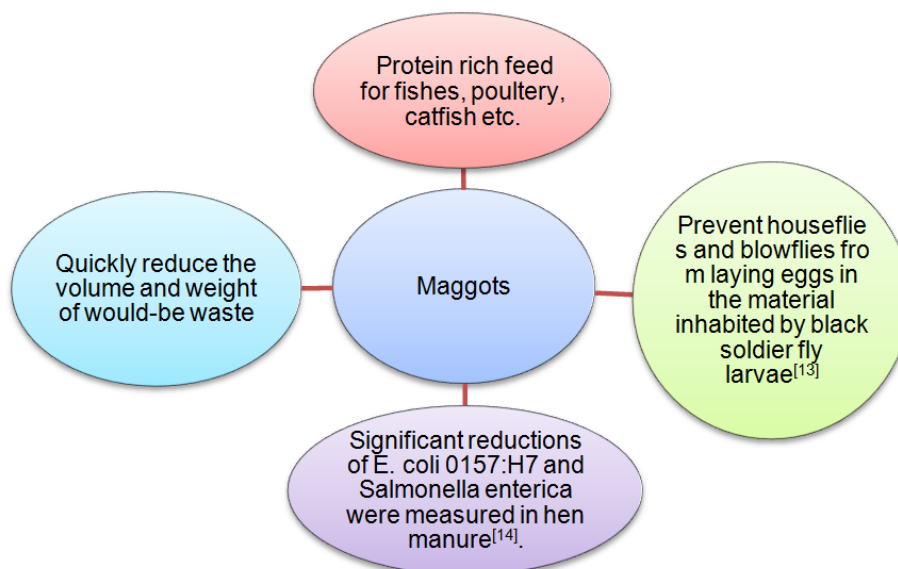 Protein rich feed
for fishes, poultery,
catfish etc.
Quickly reduce the
volume and weight
of would-be waste
Maggots
Prevent houseflie
s and blowflies fro
m laying eggs in
the material
inhabited by black
soldier fly
larvae[13]
Significant reductions
of E. coli 0157:H7 and
Salmonella enterica
were measured in hen
manure[14].